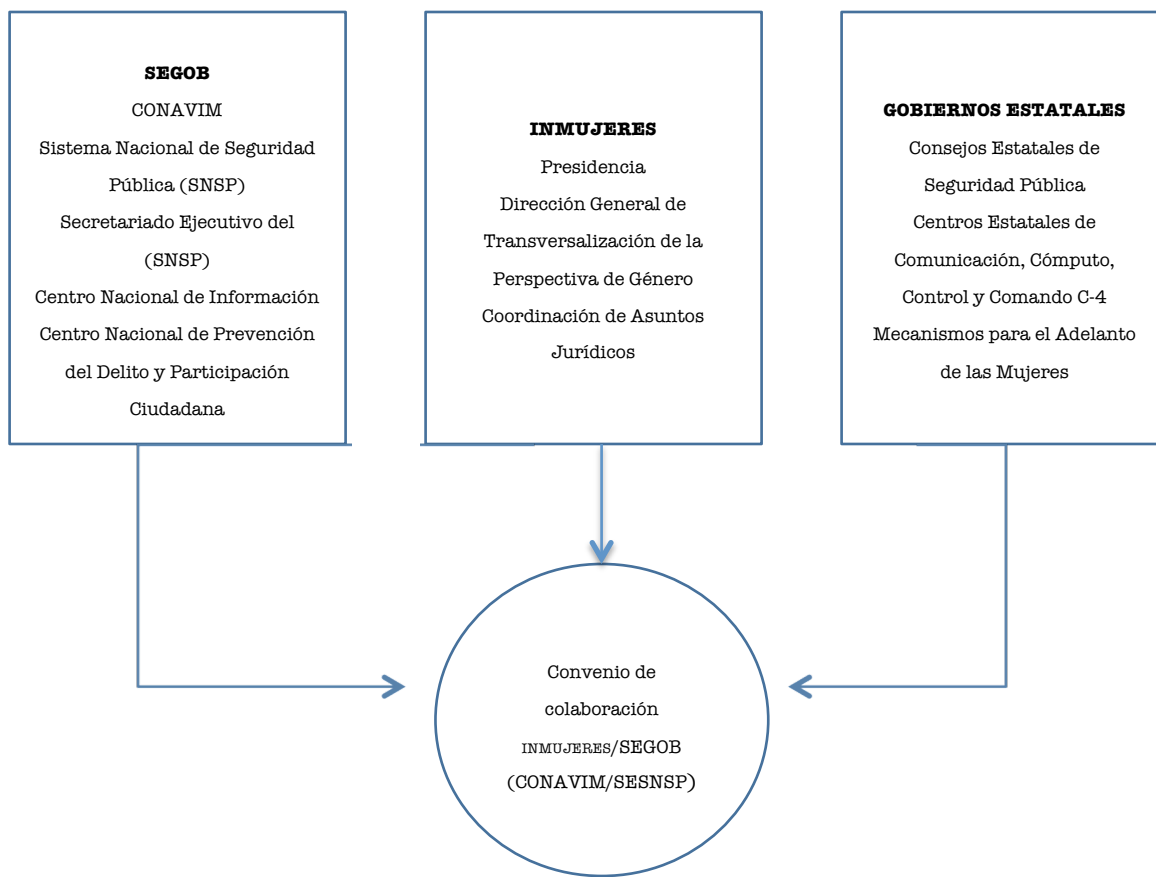 SEGOB
CONAVIM
Sistema Nacional de Seguridad
Pública (SNSP)
Secretariado Ejecutivo del
(SNSP)
Centro Nacional de Información
Centro Nacional de Prevención
del Delito y Participación
Ciudadana
INMUJERES
Presidencia
Dirección General de
Transversalización de la
Perspectiva de Género
Coordinación de Asuntos
Jurídicos
GOBIERNOS ESTATALES
Consejos Estatales de
Seguridad Pública
Centros Estatales de
Comunicación, Cómputo,
Control y Comando C-4
Mecanismos para el Adelanto
de las Mujeres
Convenio de
colaboración
INMUJERES/SEGOB
(CONAVIM/SESNSP)